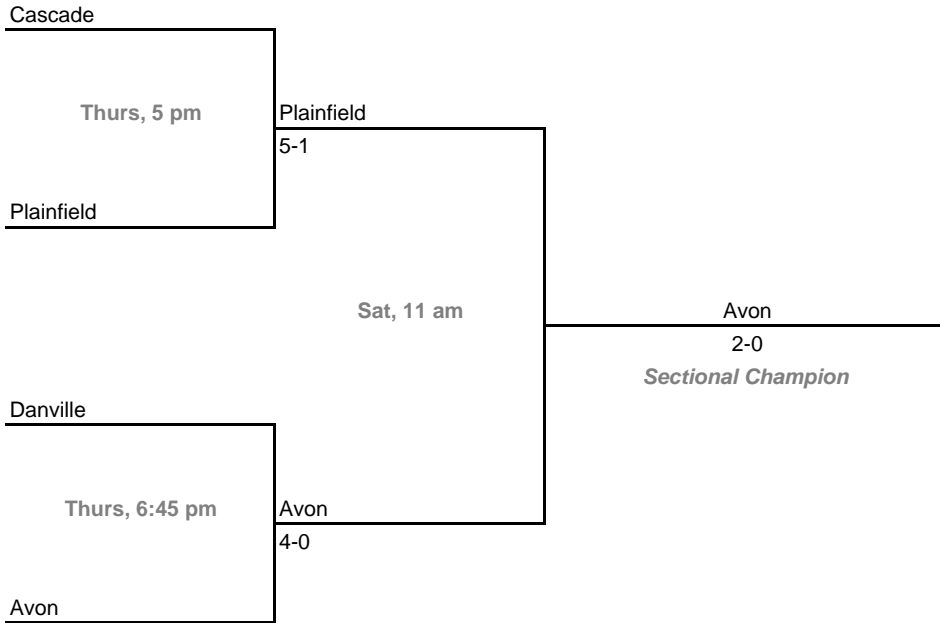 Cascade
Thurs, 5 pm
Plainfield
5-1
Plainfield
Sat, 11 am
Avon
2-0
Sectional Champion
Danville
Thurs, 6:45 pm
Avon
4-0
Avon